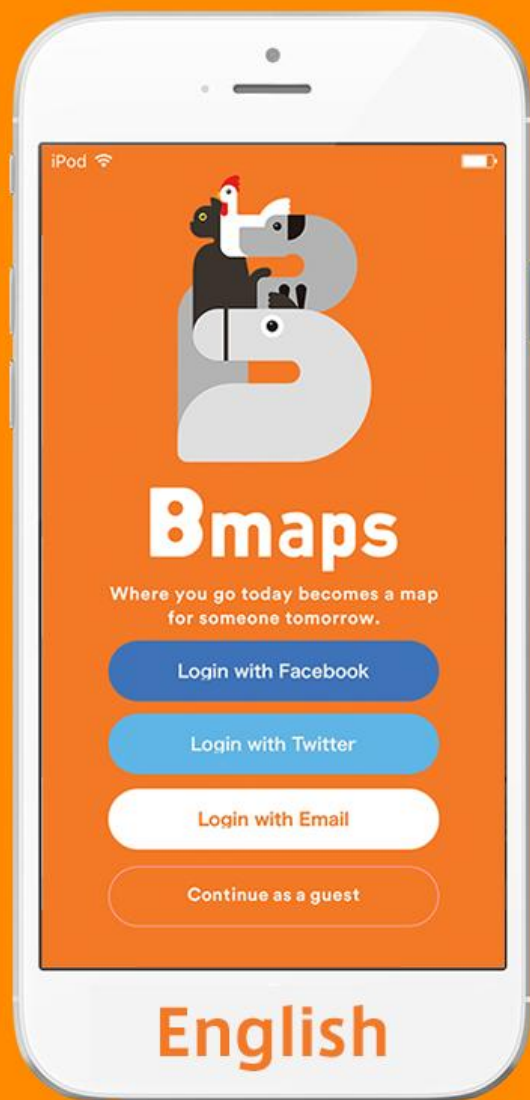 iPod
Bmaps
Where you go today becomes a map
for someone tomorrow.
Login with Facebook
Login with Twitter
Login with Email
Continue as a guest
English